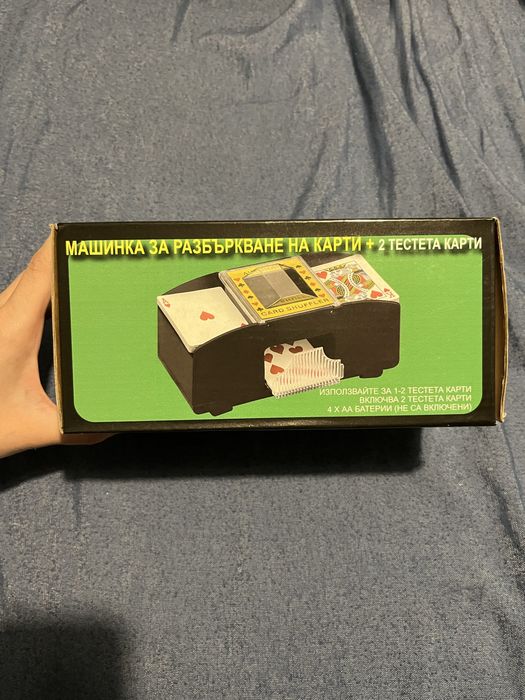 МАШИНКА ЗА РАЗБЪРКВАНЕ НА КАРТИ + 2 ТЕСТЕТА КАРТИ
CARD SHUFFLER
ИЗПОЛЗВАЙТЕ ЗА 1-2 ТЕСТЕТА КАРТИ
ВКЛЮЧВА 2 ТЕСТЕТА КАРТИ
4 X AA БАТЕРИИ (НЕ СА ВКЛЮЧЕНИ)